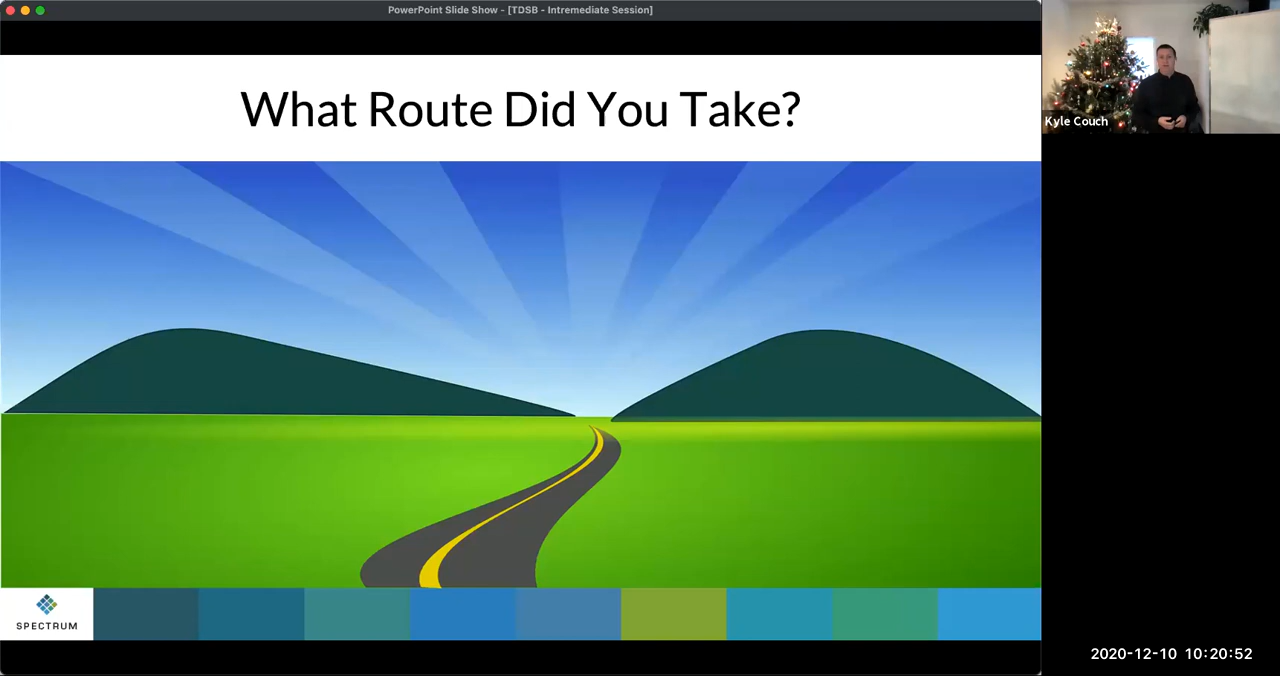 PowerPoint Slide Show - [TDSB - Intremediate Session]
What Route Did You Take?
Kyle Couch
SPECTRUM
2020-12-10 10:20:52